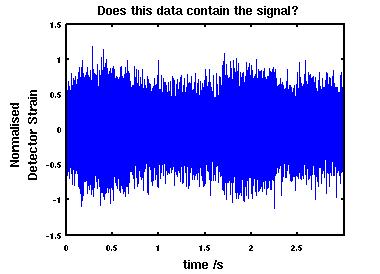 Does this data contain the signal?
Normalised
Detector Strain
1.5
1
0.5
0
-0.5
-1
-1.5
0 0.5 1 1.5 2 2.5
time /s